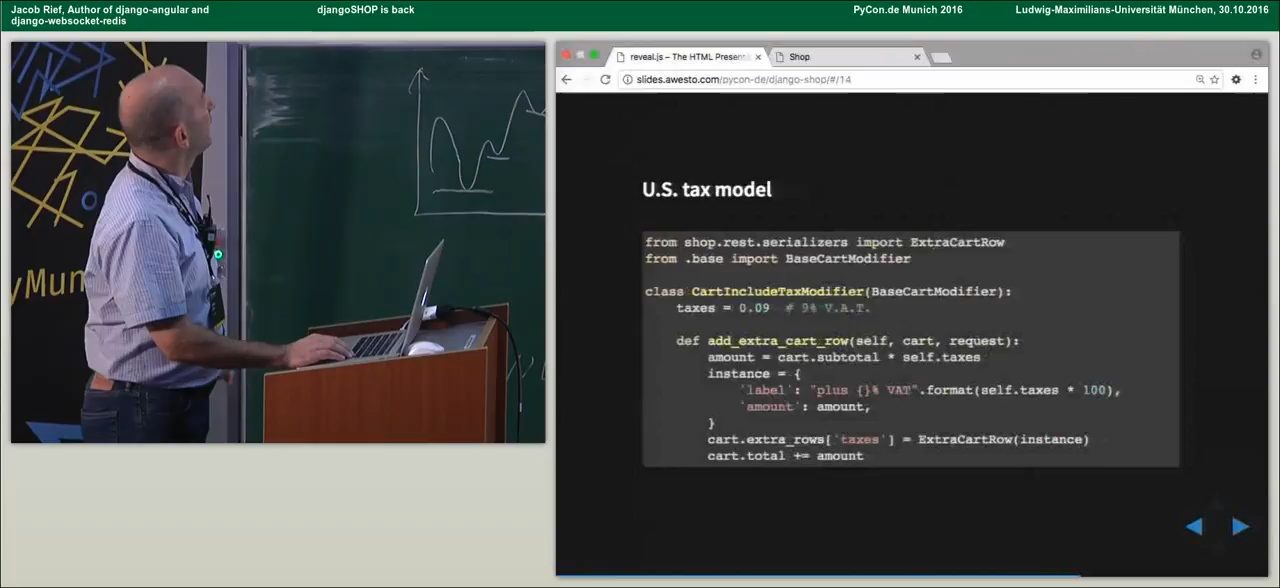 Jacob Rief, Author of django-angular and
django-websocket-redis
djangoSHOP is back
PyCon.de Munich 2016
Ludwig-Maximilians-Universität München, 30.10.2016
yMun
reveal.js – The HTML Present
Shop
slides.awesto.com/pycon-de/django-shop/#/14
U.S. tax model
from shop.rest.serializers import ExtraCartRow
from .base import BaseCartModifier
class CartIncludeTaxModifier(BaseCartModifier):
taxes = 0.09  # 9% V.A.T.
def add_extra_cart_row(self, cart, request):
amount = cart.subtotal * self.taxes
instance = {
'label': "plus {}% VAT".format(self.taxes * 100),
'amount': amount,
}
cart.extra_rows['taxes'] = ExtraCartRow(instance)
cart.total += amount